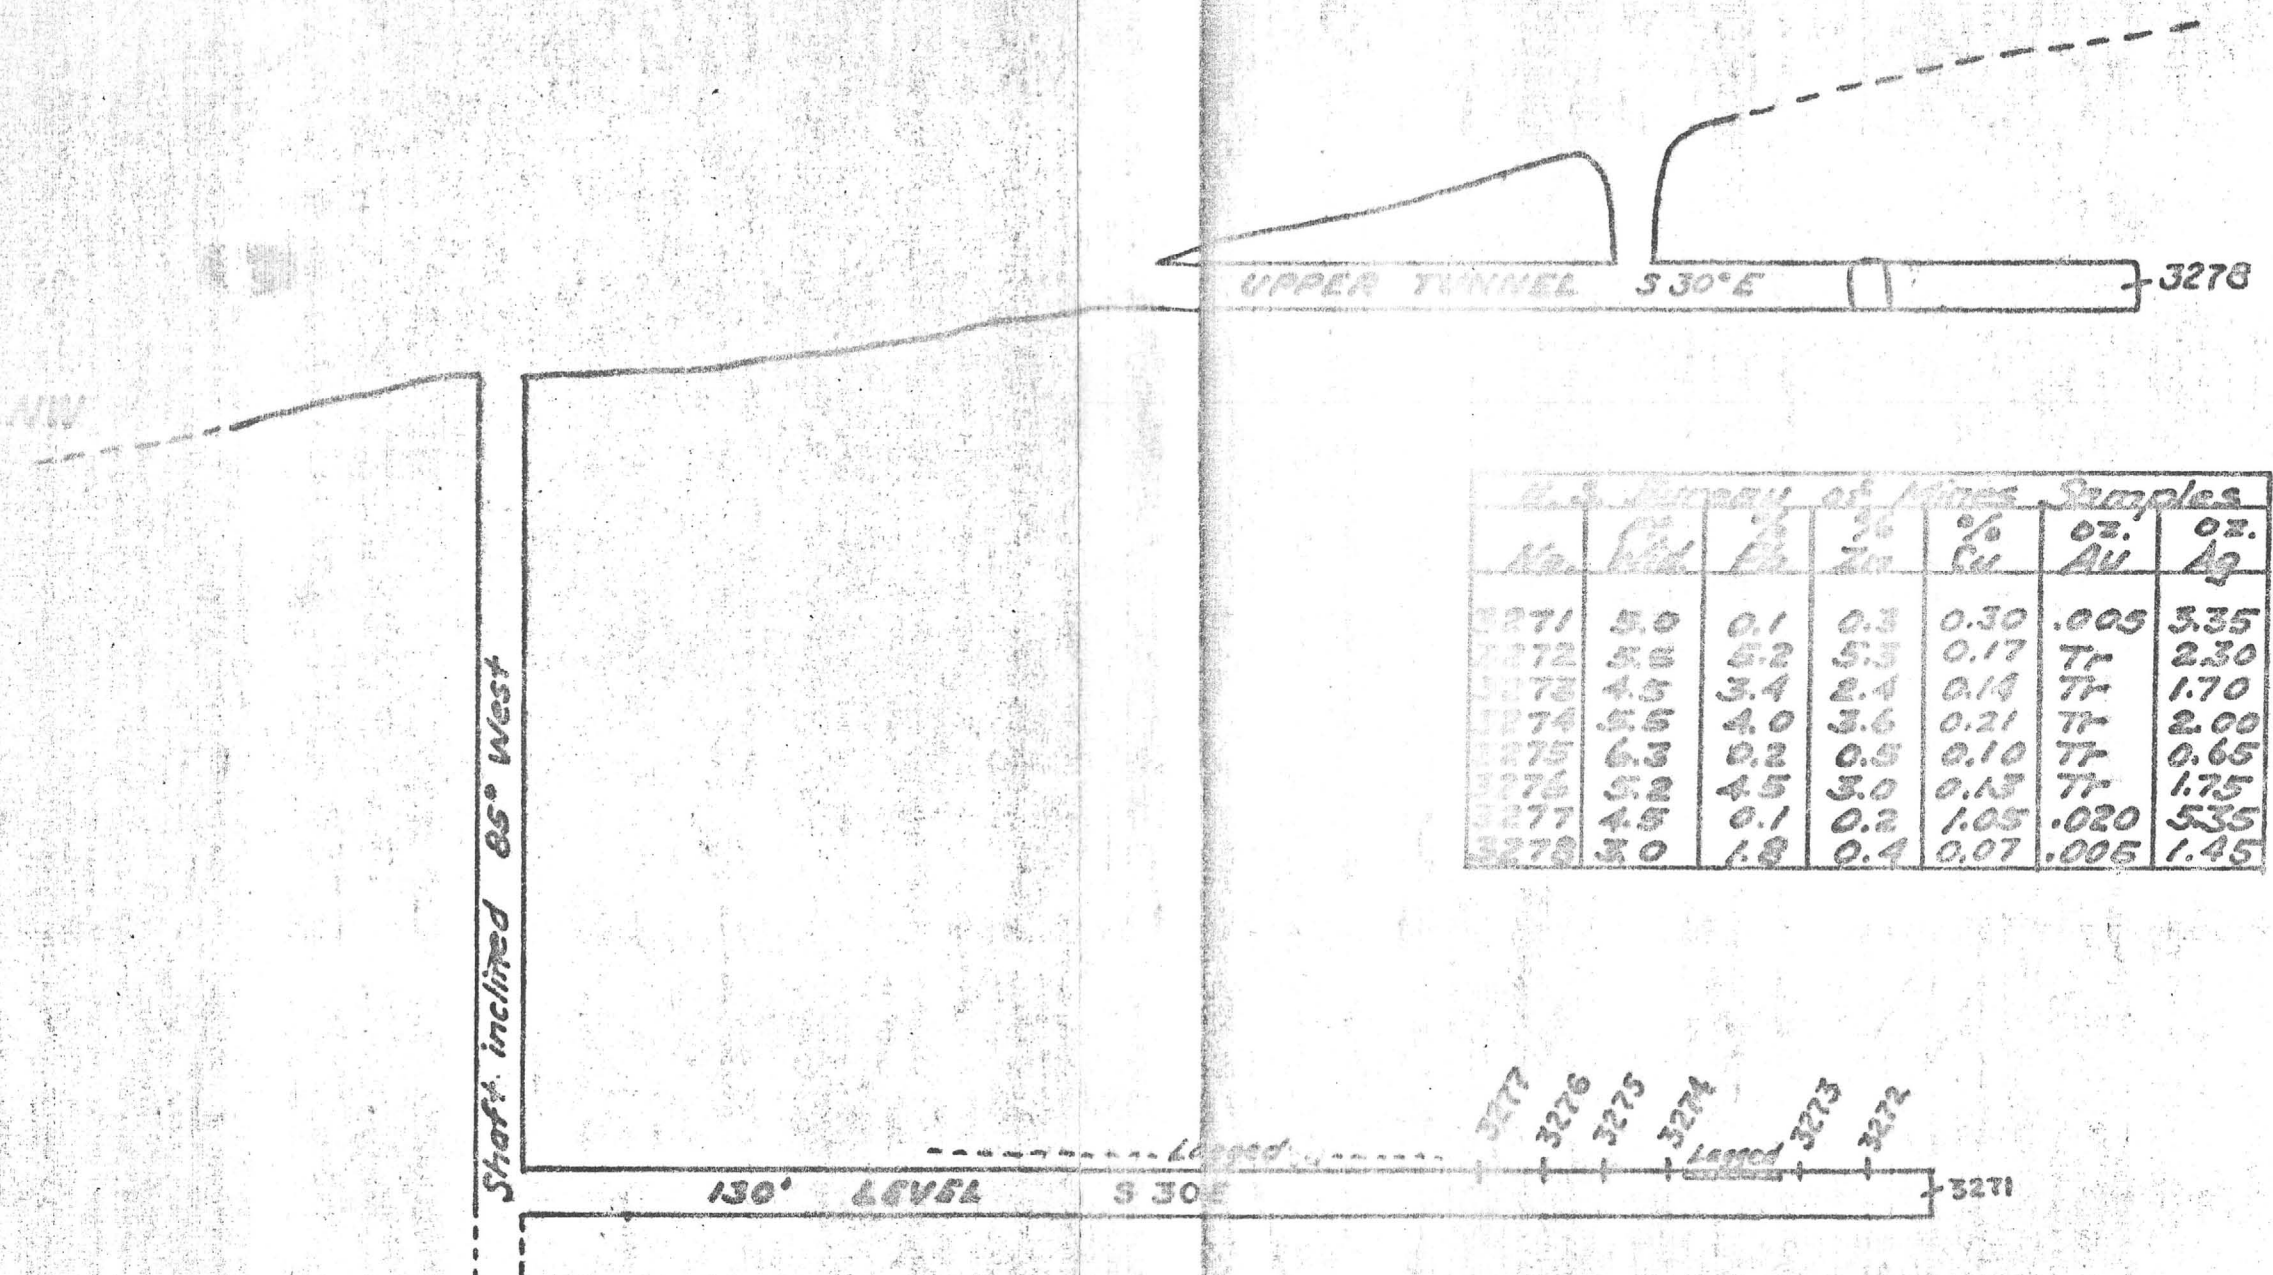 UPPER TUNNEL S 30° E
3278
NW
U.S. Bureau of Mines Samples
% % % oz. oz.
No. Wid. Pb Zn Cu Au Ag
3271 5.0 0.1 0.3 0.30 .005 3.35
3272 5.2 5.3 0.17 Tr 2.30
3273 4.5 3.4 2.4 0.14 Tr 1.70
3274 4.0 3.6 0.21 Tr 2.00
3275 6.3 0.2 0.5 0.10 Tr 0.65
3276 5.2 4.5 3.0 0.13 Tr 1.75
3277 4.5 0.1 0.2 1.05 .020 5.35
3278 3.0 1.8 0.4 0.07 .005 1.45
Shaft inclined 85° West
3277
3276
3275
3274
3273
3272
Lagged
Lagged
130' LEVEL S 30 E
3271